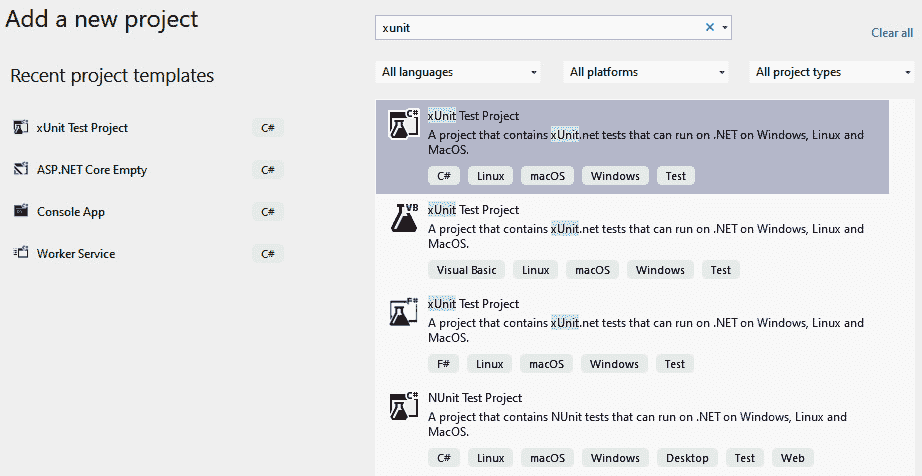 Add a new project
Recent project templates
xUnit Test Project C#
ASP.NET Core Empty C#
Console App C#
Worker Service C#
xunit
Clear all
All languages All platforms All project types
C#
xUnit Test Project
A project that contains xUnit.net tests that can run on .NET on Windows, Linux and
MacOS.
C# Linux macOS Windows Test
VB
xUnit Test Project
A project that contains xUnit.net tests that can run on .NET on Windows, Linux and
MacOS.
Visual Basic Linux macOS Windows Test
F#
xUnit Test Project
A project that contains xUnit.net tests that can run on .NET on Windows, Linux and
MacOS.
F# Linux macOS Windows Test
C#
NUnit Test Project
A project that contains NUnit tests that can run on .NET on Windows, Linux and
MacOS.
C# Linux macOS Windows Desktop Test Web